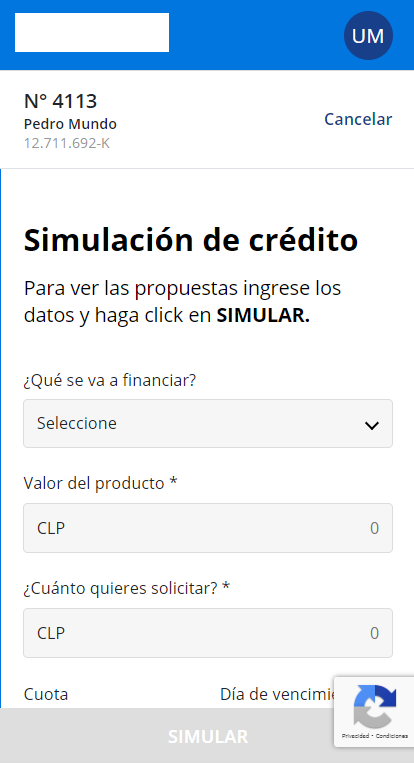 UM
N° 4113
Pedro Mundo
Cancelar
12.711.692-K
Simulación de crédito
Para ver las propuestas ingrese los
datos y haga click en SIMULAR.
¿Qué se va a financiar?
Seleccione
Valor del producto *
CLP 0
¿Cuánto quieres solicitar? *
CLP 0
Cuota Día de
Privacidad - Condiciones
SIMULAR